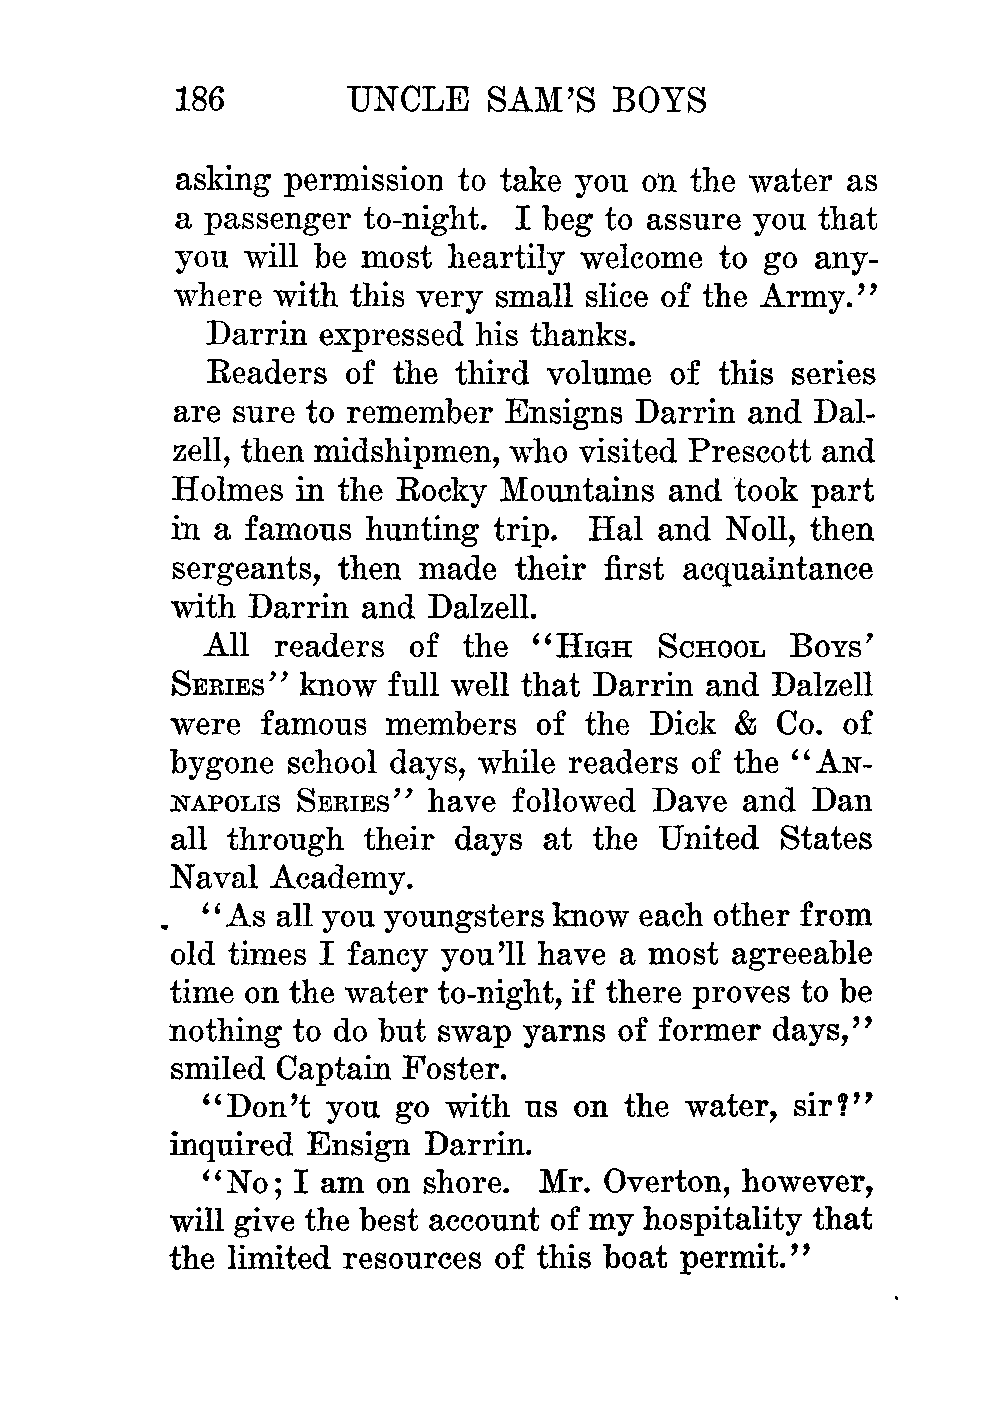 186 UNCLE SAM'S BOYS
asking permission to take you on the water as
a passenger to-night. I beg to assure you that
you will be most heartily welcome to go any-
where with this very small slice of the Army."
Darrin expressed his thanks.
Readers of the third volume of this series
are sure to remember Ensigns Darrin and Dal-
zell, then midshipmen, who visited Prescott and
Holmes in the Rocky Mountains and took part
in a famous hunting trip. Hal and Noll, then
sergeants, then made their first acquaintance
with Darrin and Dalzell.
All readers of the "High School Boys'
Series" know full well that Darrin and Dalzell
were famous members of the Dick & Co. of
bygone school days, while readers of the "An-
napolis Series" have followed Dave and Dan
all through their days at the United States
Naval Academy.
"As all you youngsters know each other from
old times I fancy you'll have a most agreeable
time on the water to-night, if there proves to be
nothing to do but swap yarns of former days,"
smiled Captain Foster.
"Don't you go with us on the water, sir?"
inquired Ensign Darrin.
"No; I am on shore. Mr. Overton, however,
will give the best account of my hospitality that
the limited resources of this boat permit."